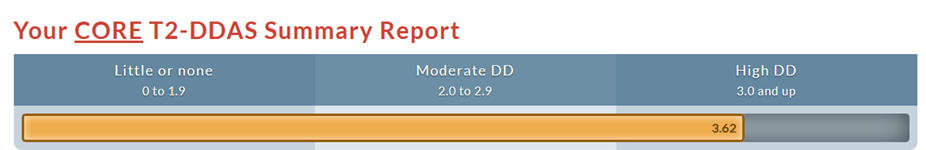 Your CORE T2-DDAS Summary Report
Little or none Moderate DD High DD
0 to 1.9 2.0 to 2.9 3.0 and up
3.62